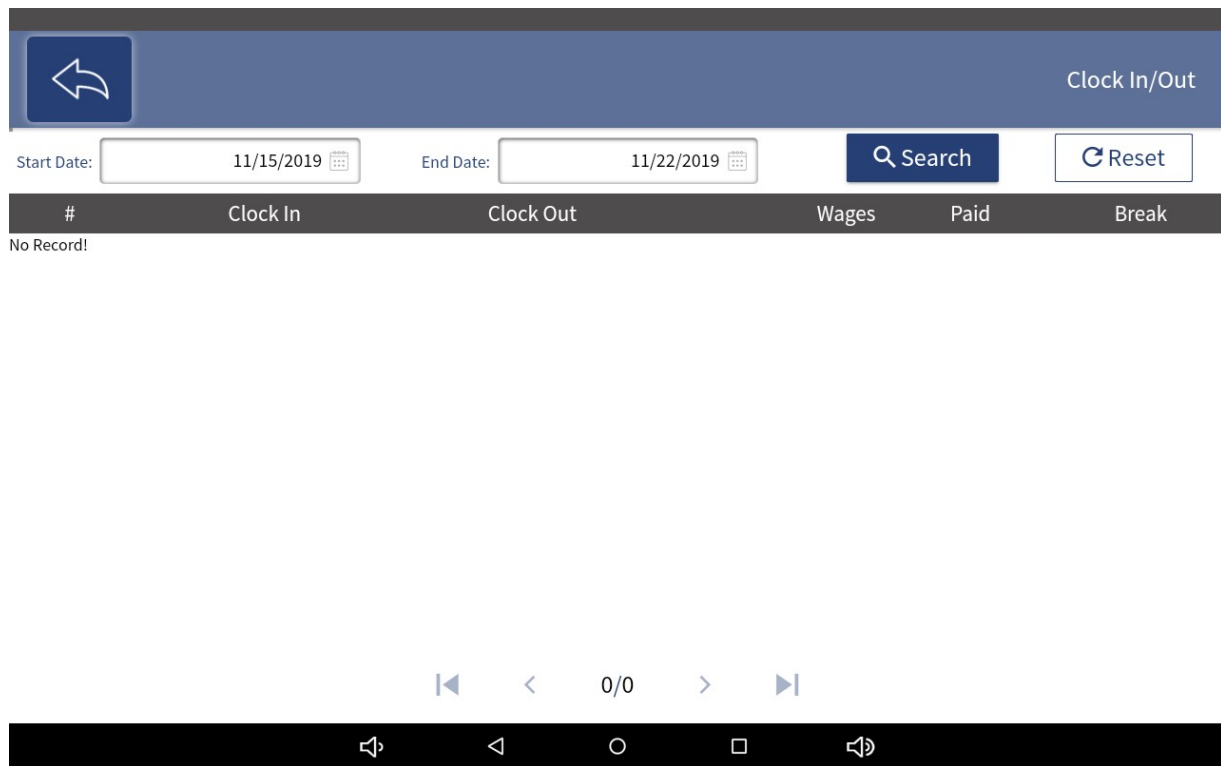 Clock In/Out
Start Date: 11/15/2019 End Date: 11/22/2019 Search Reset
# Clock In Clock Out Wages Paid Break
No Record!
0/0